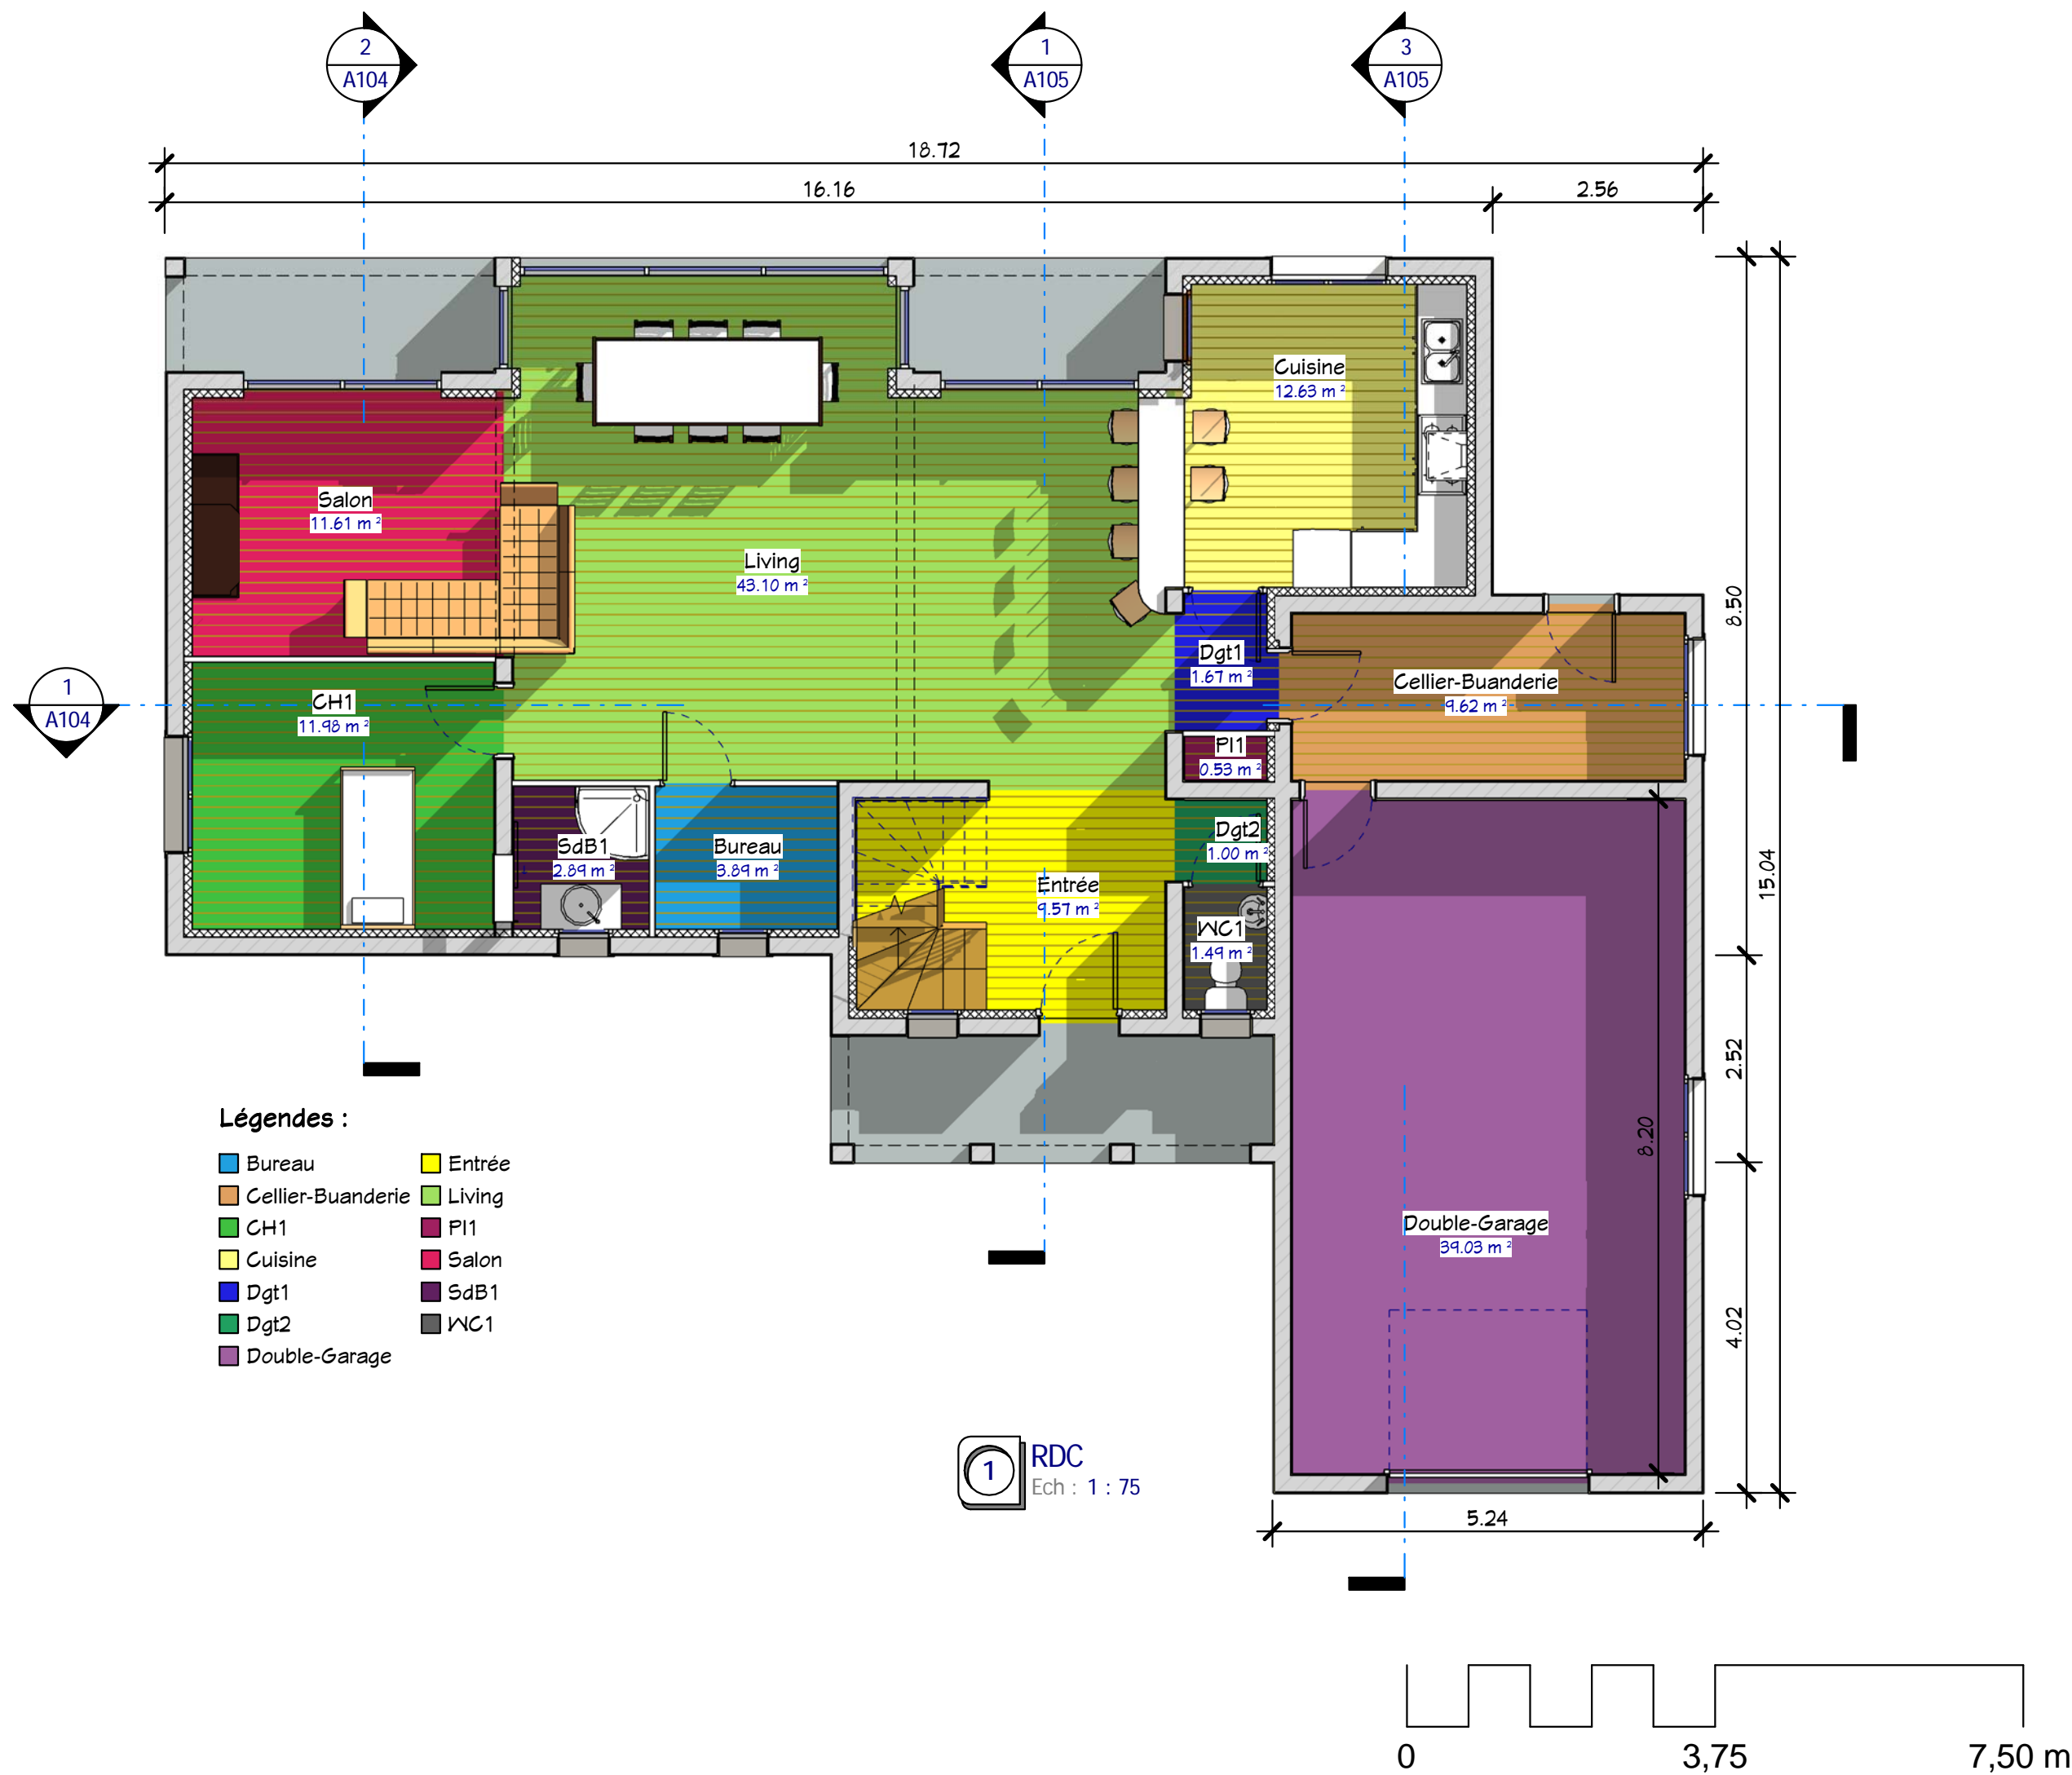 2
A104
1
A105
3
A105
18.72
16.16
2.56
Cuisine
12.63 m²
Salon
11.61 m²
Living
43.10 m²
8.50
Dgt1
1.67 m²
Cellier-Buanderie
9.62 m²
1
A104
CH1
11.98 m²
Pl1
0.53 m²
SdB1
2.89 m²
Bureau
3.89 m²
Dgt2
1.00 m²
Entrée
9.57 m²
WC1
1.49 m²
15.04
2.52
8.20
Double-Garage
39.03 m²
4.02
Légendes :
Bureau
Cellier-Buanderie
CH1
Cuisine
Dgt1
Dgt2
Double-Garage
Entrée
Living
Pl1
Salon
SdB1
WC1
1
RDC
Ech : 1 : 75
5.24
0 3,75 7,50 m